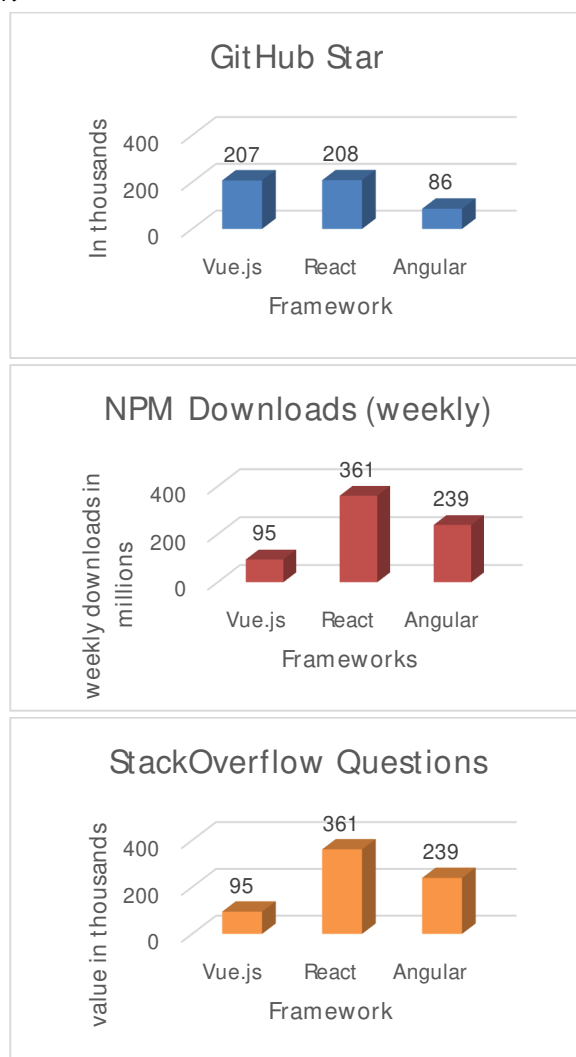 GitHub Star
In thousands
400
200
0
207
208
86
Vue.js React Angular
Framework
NPM Downloads (weekly)
weekly downloads in
millions
400
200
0
95
361
239
Vue.js React Angular
Frameworks
StackOverflow Questions
value in thousands
400
200
0
95
361
239
Vue.js React Angular
Framework